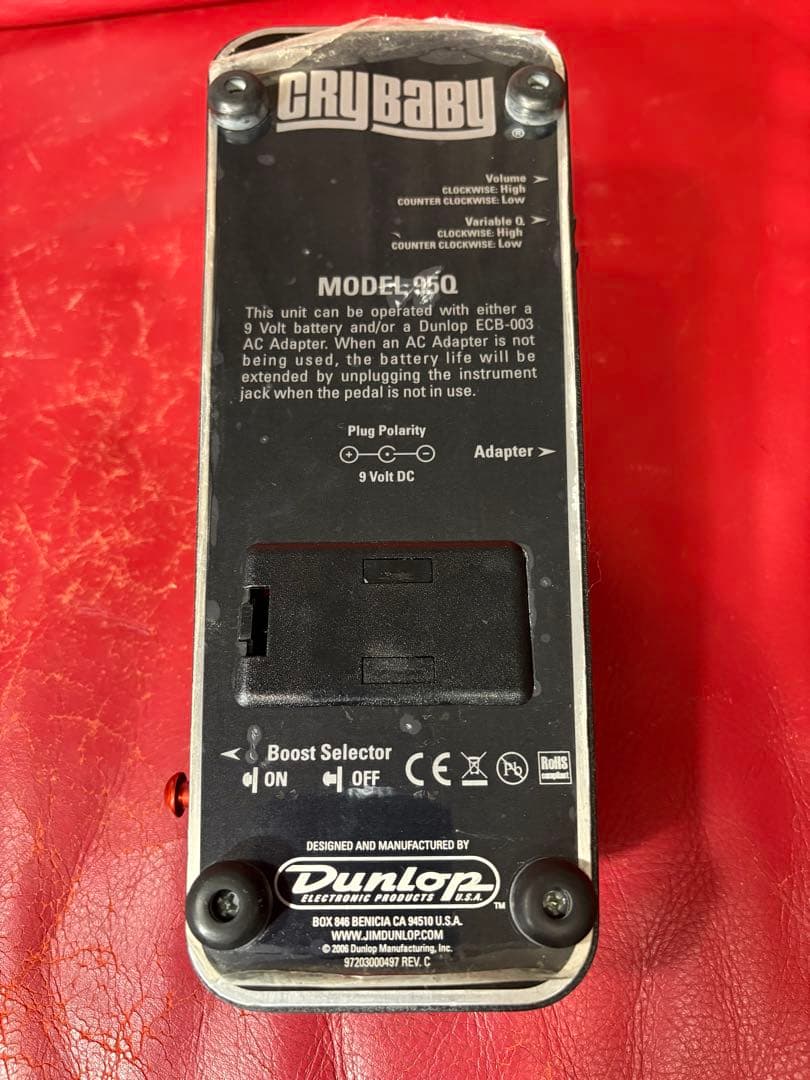 CRYBABY®
Volume ➤
CLOCKWISE: High
COUNTER CLOCKWISE: Low
Variable Q ➤
CLOCKWISE: High
COUNTER CLOCKWISE: Low
MODEL 95Q
This unit can be operated with either a
9 Volt battery and/or a Dunlop ECB-003
AC Adapter. When an AC Adapter is not
being used, the battery life will be
extended by unplugging the instrument
jack when the pedal is not in use.
Plug Polarity
Adapter ➤
9 Volt DC
Boost Selector
ON OFF
CE Pb RoHS
compliant
DESIGNED AND MANUFACTURED BY
Dunlop™
ELECTRONIC PRODUCTS U.S.A.
BOX 846 BENICIA CA 94510 U.S.A.
WWW.JIMDUNLOP.COM
© 2006 Dunlop Manufacturing, Inc.
97203000497 REV. C